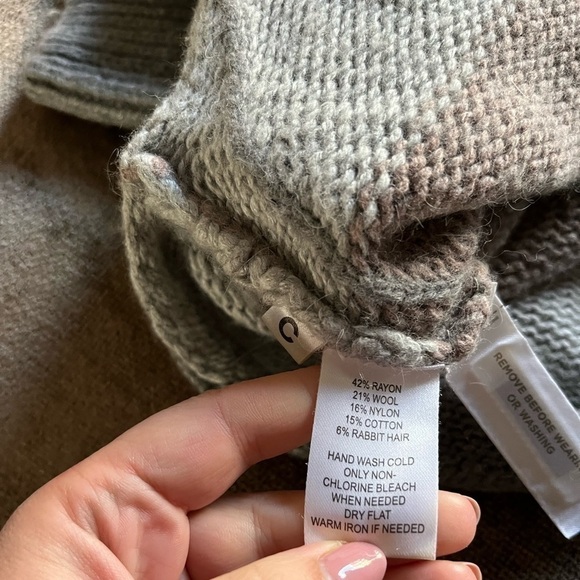 C
42% RAYON
21% WOOL
16% NYLON
15% COTTON
6% RABBIT HAIR
HAND WASH COLD
ONLY NON-
CHLORINE BLEACH
WHEN NEEDED
DRY FLAT
WARM IRON IF NEEDED
REMOVE BEFORE WEARING
OR WASHING